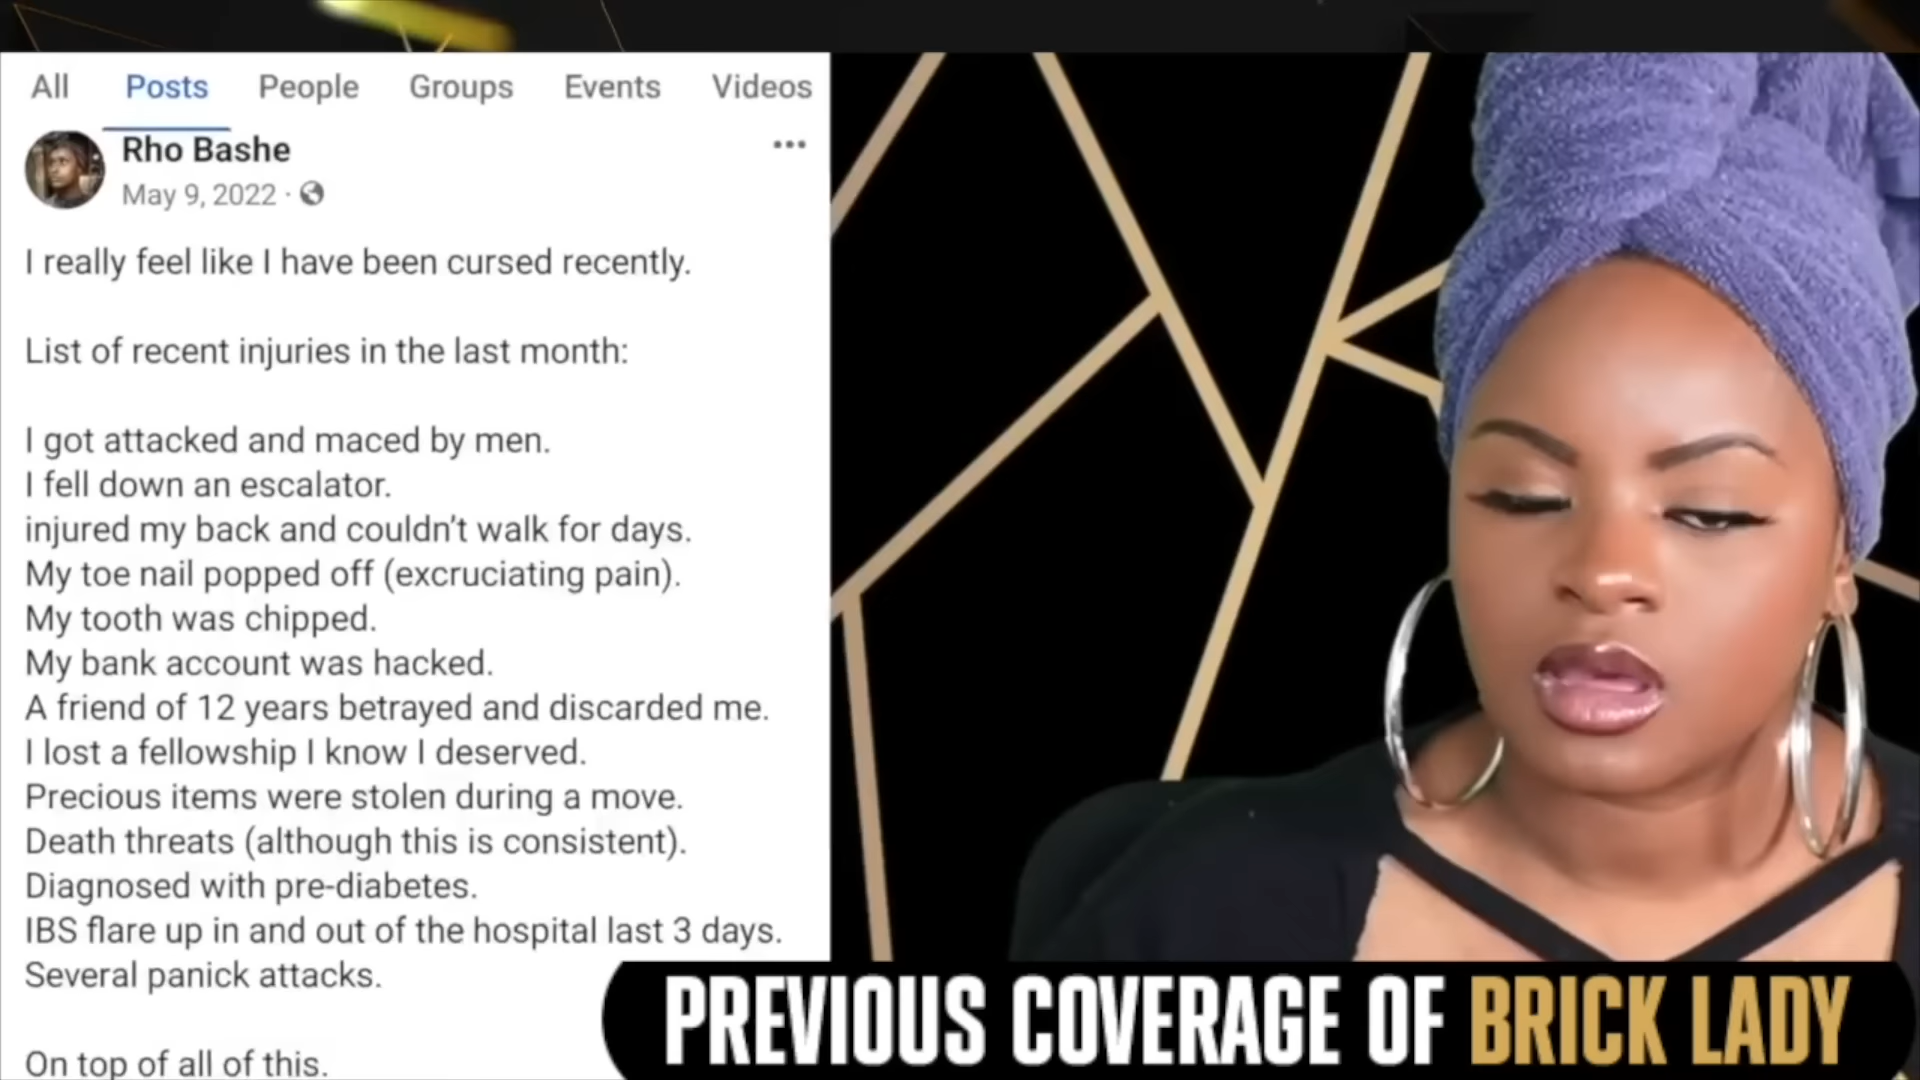 All Posts People Groups Events Videos
Rho Bashe
May 9, 2022 ·
I really feel like I have been cursed recently.
List of recent injuries in the last month:
I got attacked and maced by men.
I fell down an escalator.
injured my back and couldn't walk for days.
My toe nail popped off (excruciating pain).
My tooth was chipped.
My bank account was hacked.
A friend of 12 years betrayed and discarded me.
I lost a fellowship I know I deserved.
Precious items were stolen during a move.
Death threats (although this is consistent).
Diagnosed with pre-diabetes.
IBS flare up in and out of the hospital last 3 days.
Several panick attacks.
On top of all of this.
PREVIOUS COVERAGE OF BRICK LADY